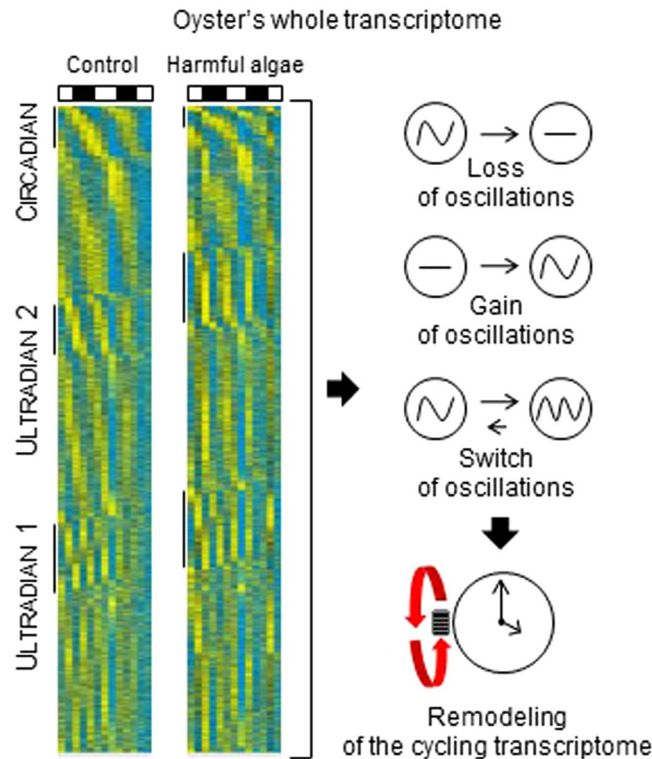 Oyster's whole transcriptome
Control
Harmful algae
CIRCADIAN
ULTRADIAN 2
ULTRADIAN 1
Loss
of oscillations
Gain
of oscillations
Switch
of oscillations
Remodeling
of the cycling transcriptome